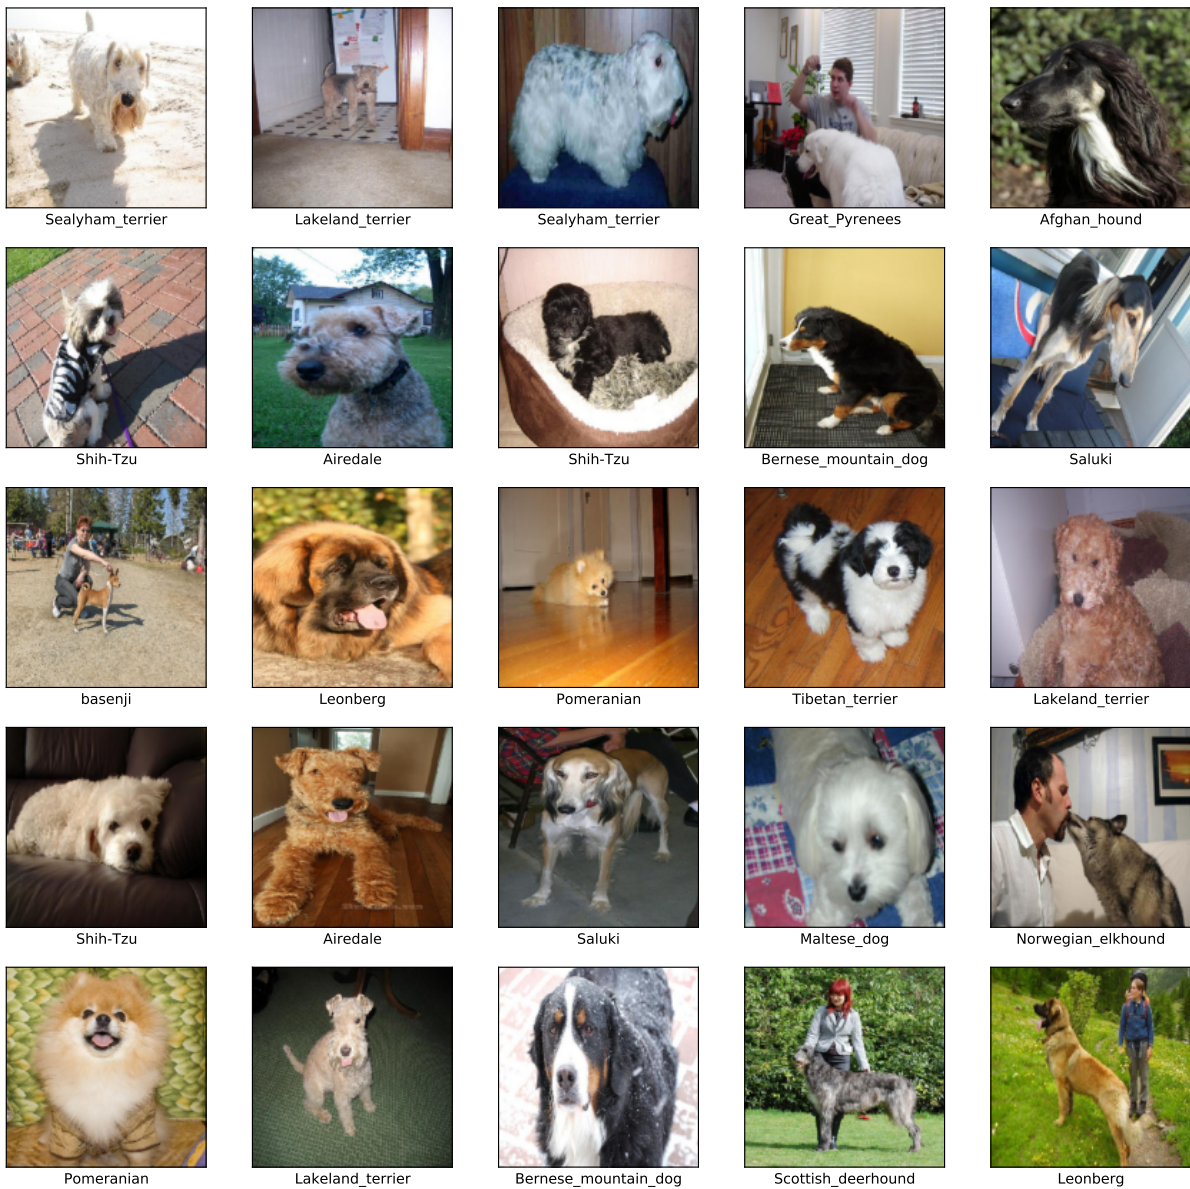 Sealyham_terrier
Lakeland_terrier
Sealyham_terrier
Great_Pyrenees
Afghan_hound
Shih-Tzu
Airedale
Shih-Tzu
Bernese_mountain_dog
Saluki
basenji
Leonberg
Pomeranian
Tibetan_terrier
Lakeland_terrier
Shih-Tzu
Airedale
Saluki
Maltese_dog
Norwegian_elkhound
Pomeranian
Lakeland_terrier
Bernese_mountain_dog
Scottish_deerhound
Leonberg